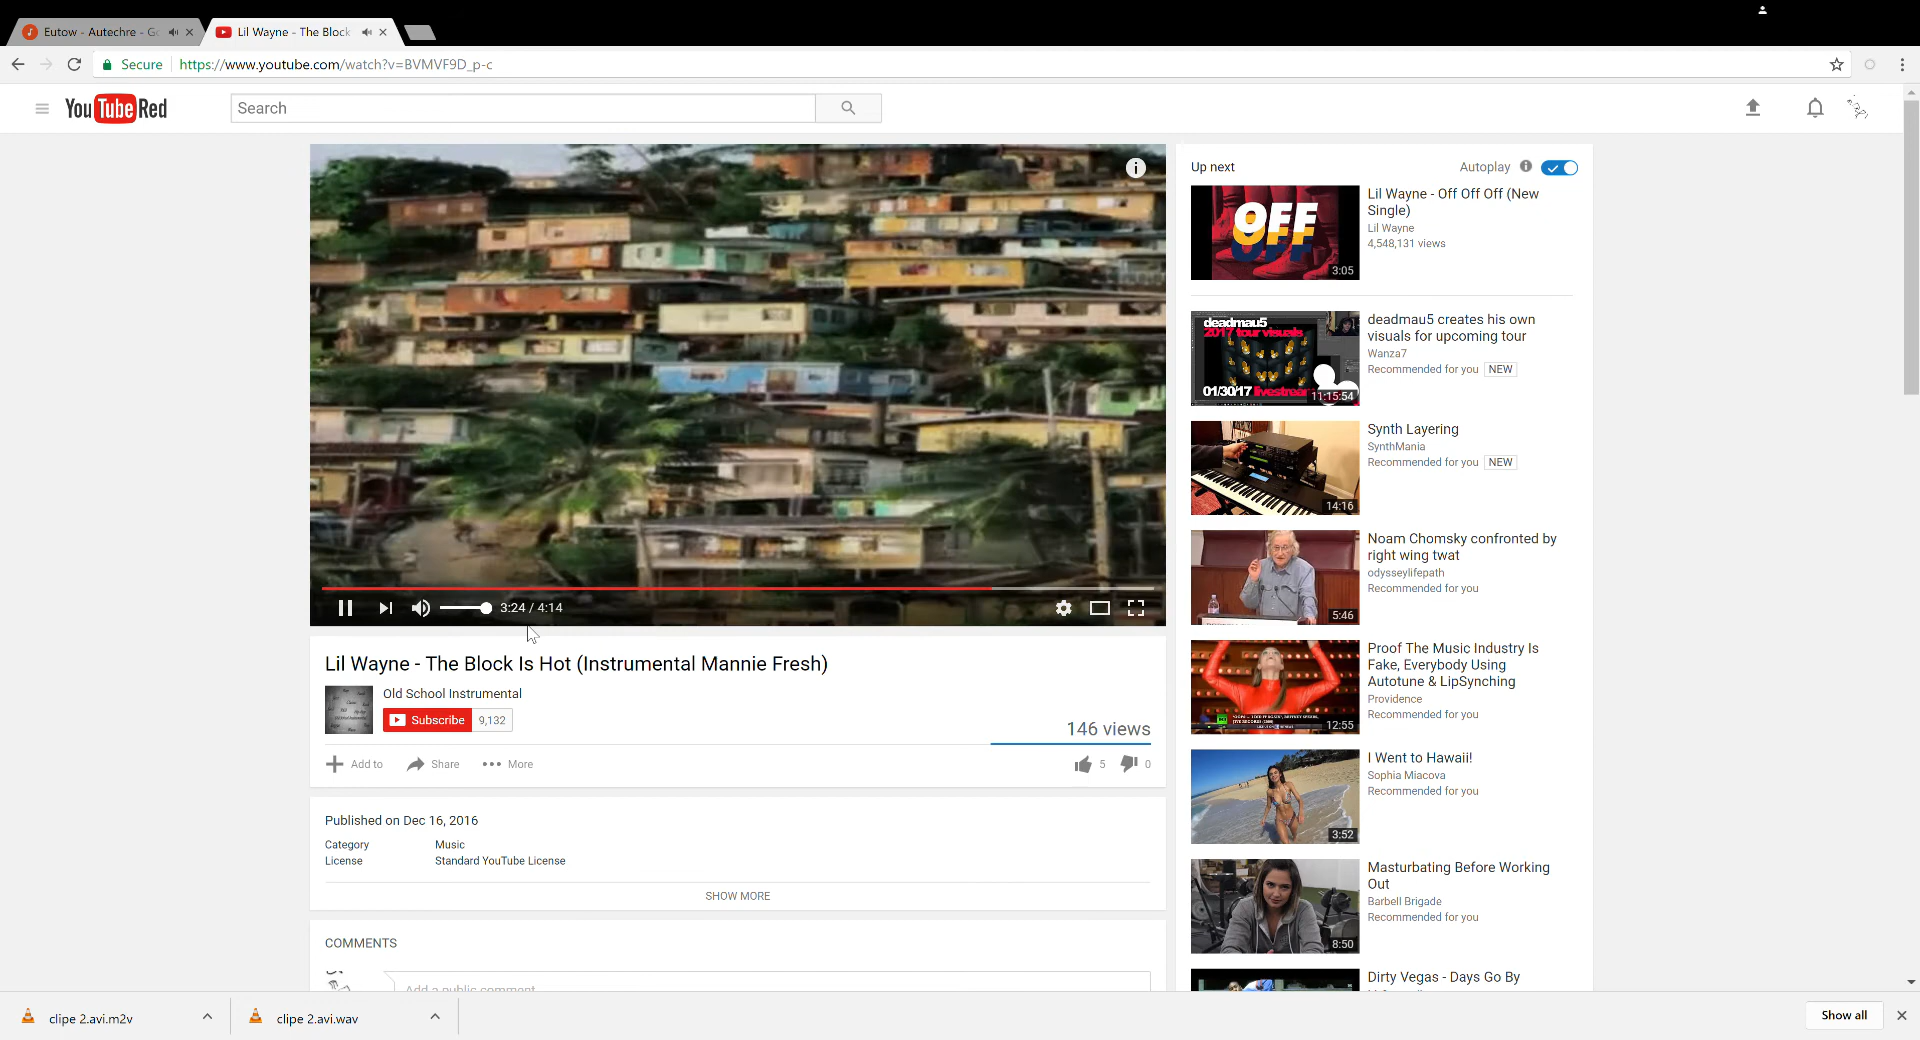 Eutow - Autechre - G
Lil Wayne - The Block
Secure
https://www.youtube.com/watch?v=BVMVF9D_p-c
YouTube Red
Search
3:24 / 4:14
Lil Wayne - The Block Is Hot (Instrumental Mannie Fresh)
Old School Instrumental
Subscribe 9,132
146 views
Add to Share More 5 0
Published on Dec 16, 2016
Category Music
License Standard YouTube License
SHOW MORE
COMMENTS
Add a public comment
Up next Autoplay
OFF
3:05
Lil Wayne - Off Off Off (New
Single)
Lil Wayne
4,548,131 views
deadmau5
2017 tour visuals
01/30/17 livestream
11:15:54
deadmau5 creates his own
visuals for upcoming tour
Wanza7
Recommended for you NEW
14:16
Synth Layering
SynthMania
Recommended for you NEW
5:46
Noam Chomsky confronted by
right wing twat
odysseylifepath
Recommended for you
12:55
Proof The Music Industry Is
Fake, Everybody Using
Autotune & LipSynching
Providence
Recommended for you
3:52
I Went to Hawaii!
Sophia Miacova
Recommended for you
8:50
Masturbating Before Working
Out
Barbell Brigade
Recommended for you
Dirty Vegas - Days Go By
clipe 2.avi.m2v
clipe 2.avi.wav
Show all